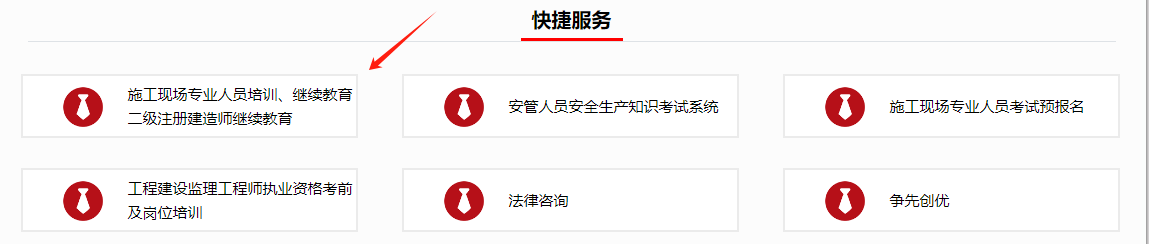 快捷服务
施工现场专业人员培训、继续教育
二级注册建造师继续教育
安管人员安全生产知识考试系统
施工现场专业人员考试预报名
工程建设监理工程师执业资格考前
及岗位培训
法律咨询
争先创优